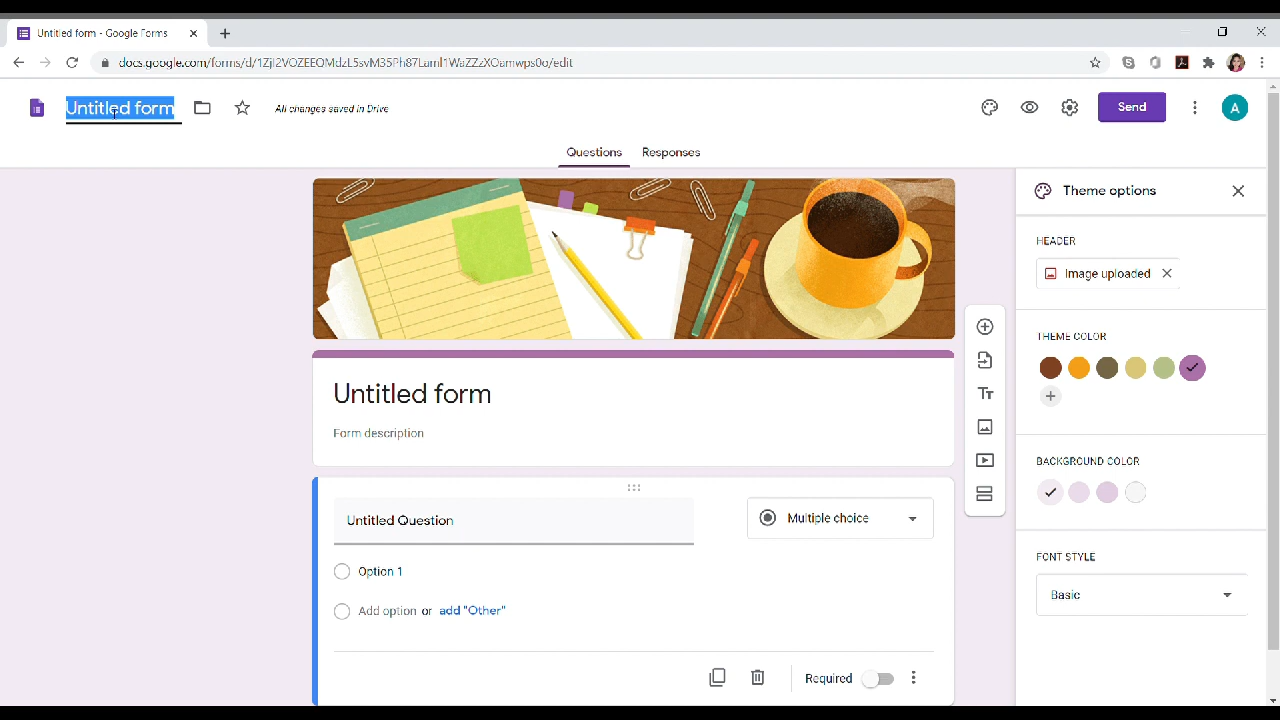 Untitled form - Google Forms
docs.google.com/forms/d/1Zjl2VOZEEOMdzL5svM35Ph87Laml1WaZZzXOamwps0o/edit
Untitled form
All changes saved in Drive
Send
A
Questions
Responses
Theme options
HEADER
Image uploaded
THEME COLOR
Untitled form
Form description
BACKGROUND COLOR
Untitled Question
Multiple choice
Option 1
FONT STYLE
Basic
Add option or add "Other"
Required